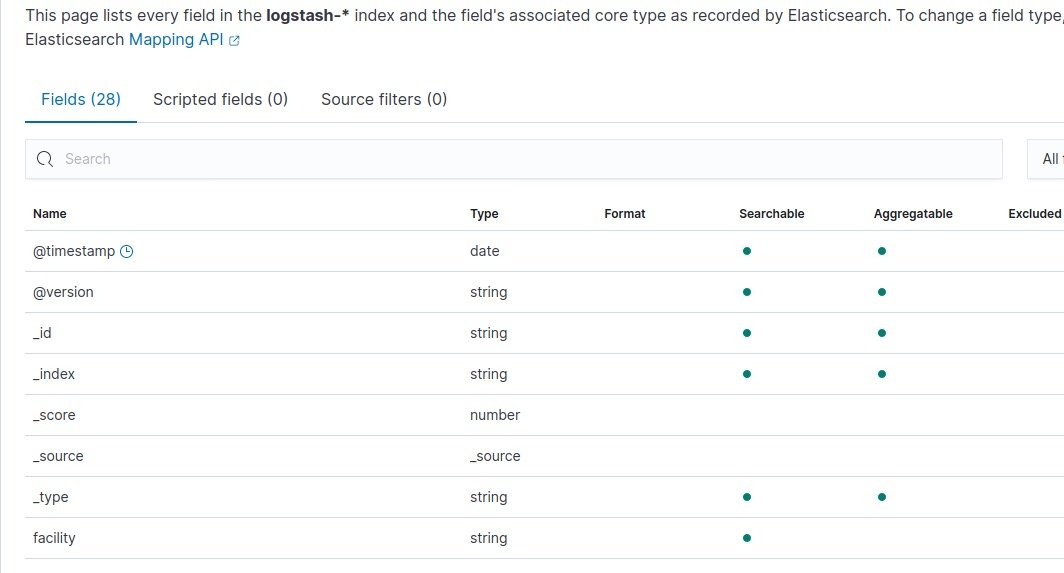 This page lists every field in the logstash-* index and the field's associated core type as recorded by Elasticsearch. To change a field type,
Elasticsearch Mapping API
Fields (28) Scripted fields (0) Source filters (0)
Search All
Name Type Format Searchable Aggregatable Excluded
@timestamp date
@version string
_id string
_index string
_score number
_source _source
_type string
facility string